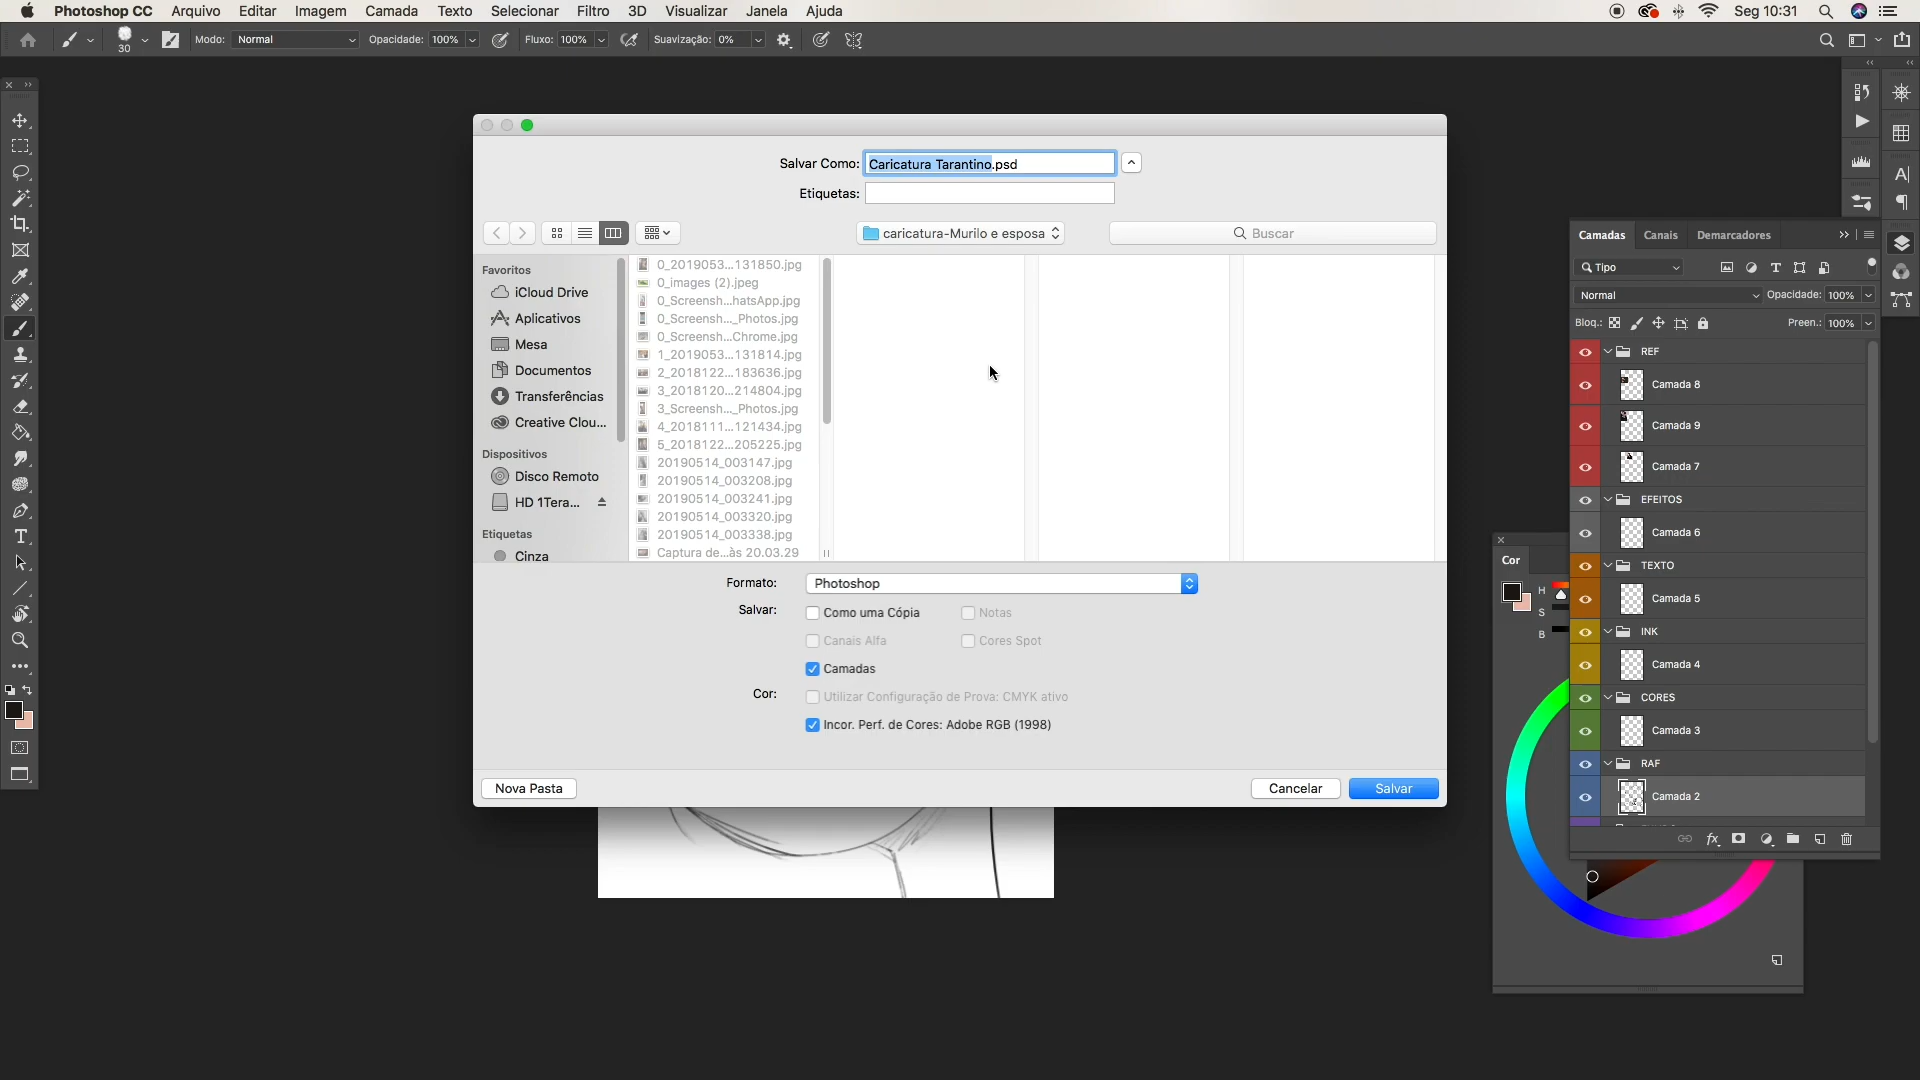 Photoshop CC Arquivo Editar Imagem Camada Texto Selecionar Filtro 3D Visualizar Janela Ajuda Seg 10:31
30 Modo: Normal Opacidade: 100% Fluxo: 100% Suavização: 0%
Salvar Como: Caricatura Tarantino.psd
Etiquetas:
caricatura-Murilo e esposa Buscar
Favoritos
iCloud Drive
Aplicativos
Mesa
Documentos
Transferências
Creative Clou...
Dispositivos
Disco Remoto
HD 1Tera...
Etiquetas
Cinza
0_2019053...131850.jpg
0_images (2).jpeg
0_Screensh...hatsApp.jpg
0_Screensh..._Photos.jpg
0_Screensh...Chrome.jpg
1_2019053...131814.jpg
2_2018122...183636.jpg
3_2018120...214804.jpg
3_Screensh..._Photos.jpg
4_2018111...121434.jpg
5_2018122...205225.jpg
20190514_003147.jpg
20190514_003208.jpg
20190514_003241.jpg
20190514_003320.jpg
20190514_003338.jpg
Captura de...às 20.03.29
Formato: Photoshop
Salvar: Como uma Cópia Notas
Canais Alfa Cores Spot
Camadas
Cor: Utilizar Configuração de Prova: CMYK ativo
Incor. Perf. de Cores: Adobe RGB (1998)
Nova Pasta Cancelar Salvar
Cor
H
S
B
Camadas Canais Demarcadores
Tipo
Normal Opacidade: 100%
Bloq.: Preen.: 100%
REF
Camada 8
Camada 9
Camada 7
EFEITOS
Camada 6
TEXTO
Camada 5
INK
Camada 4
CORES
Camada 3
RAF
Camada 2
fx